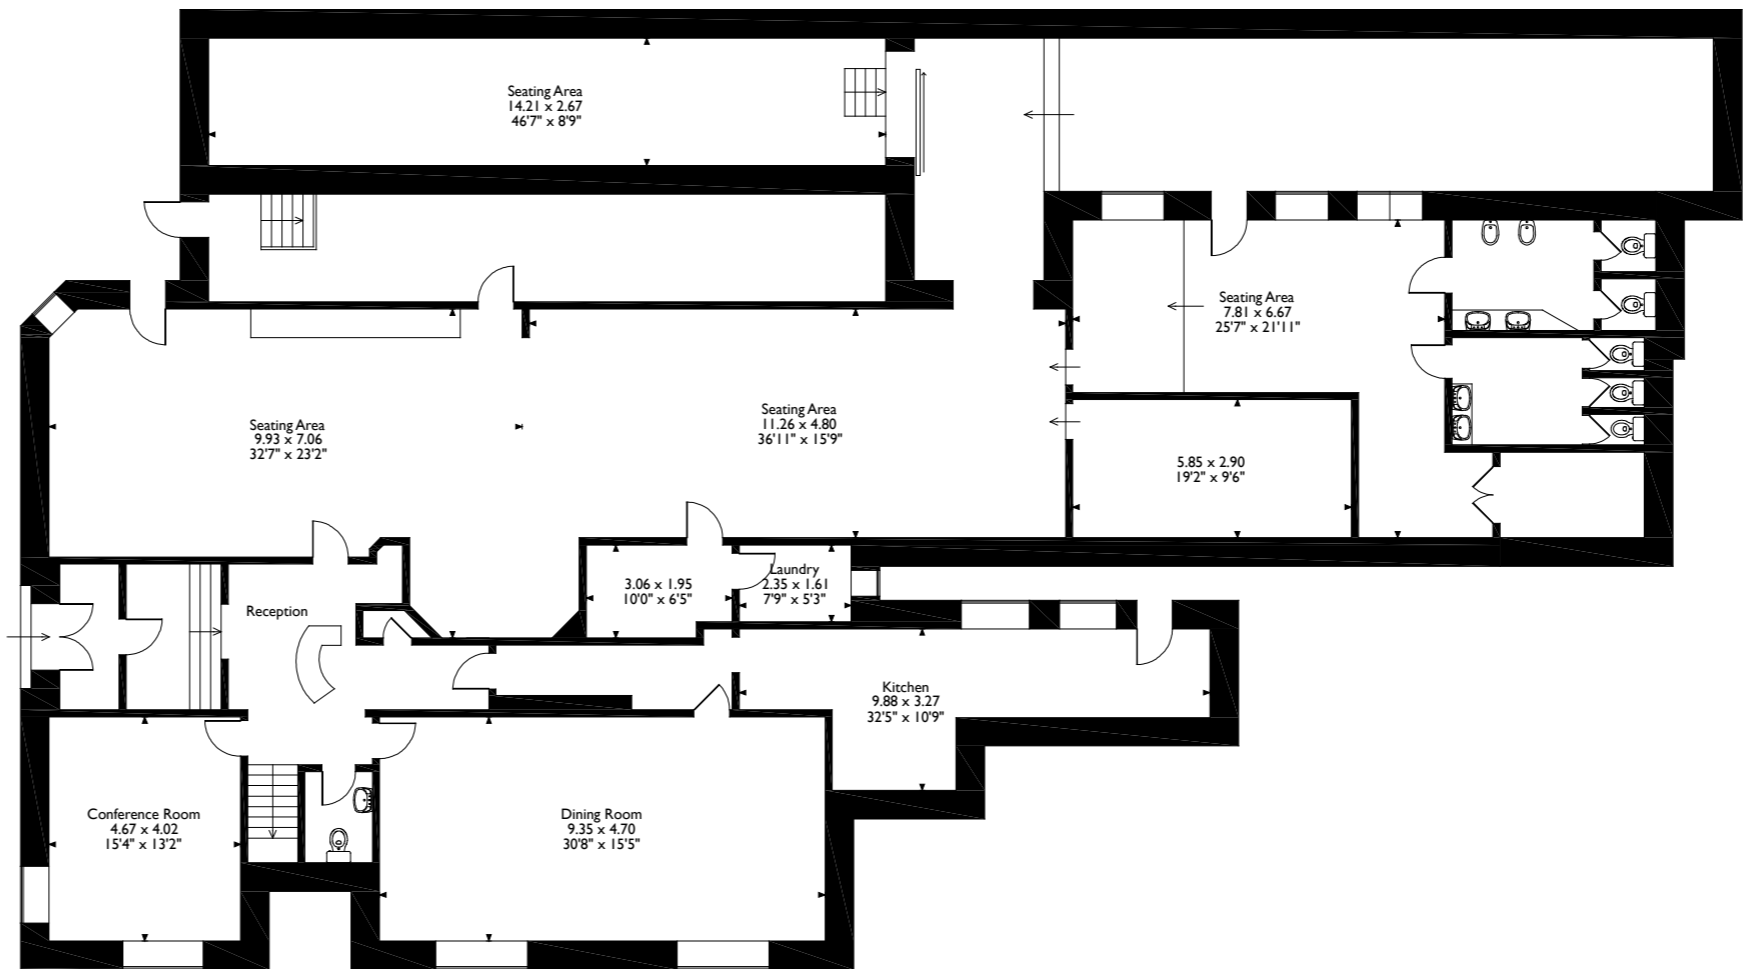 Seating Area
14.21 x 2.67
46'7" x 8'9"
Seating Area
7.81 x 6.67
25'7" x 21'11"
Seating Area
9.93 x 7.06
32'7" x 23'2"
Seating Area
11.26 x 4.80
36'11" x 15'9"
5.85 x 2.90
19'2" x 9'6"
3.06 x 1.95
10'0" x 6'5"
Laundry
2.35 x 1.61
7'9" x 5'3"
Reception
Kitchen
9.88 x 3.27
32'5" x 10'9"
Conference Room
4.67 x 4.02
15'4" x 13'2"
Dining Room
9.35 x 4.70
30'8" x 15'5"